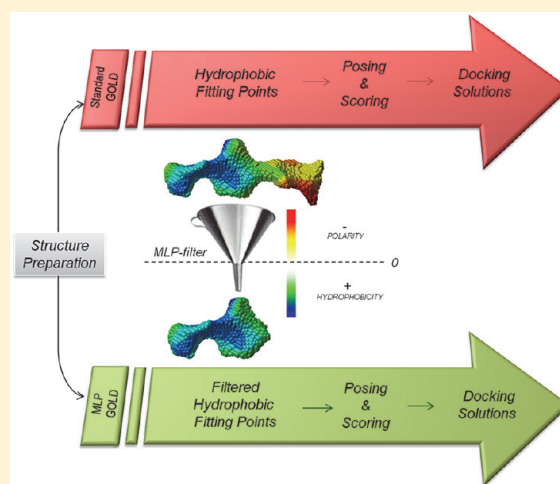 Standard
GOLD
Hydrophobic
Fitting Points
Posing
&
Scoring
Docking
Solutions
Structure
Preparation
MLP-filter
-
POLARITY
0
+
HYDROPHOBICITY
MLP
GOLD
Filtered
Hydrophobic
Fitting Points
Posing
&
Scoring
Docking
Solutions